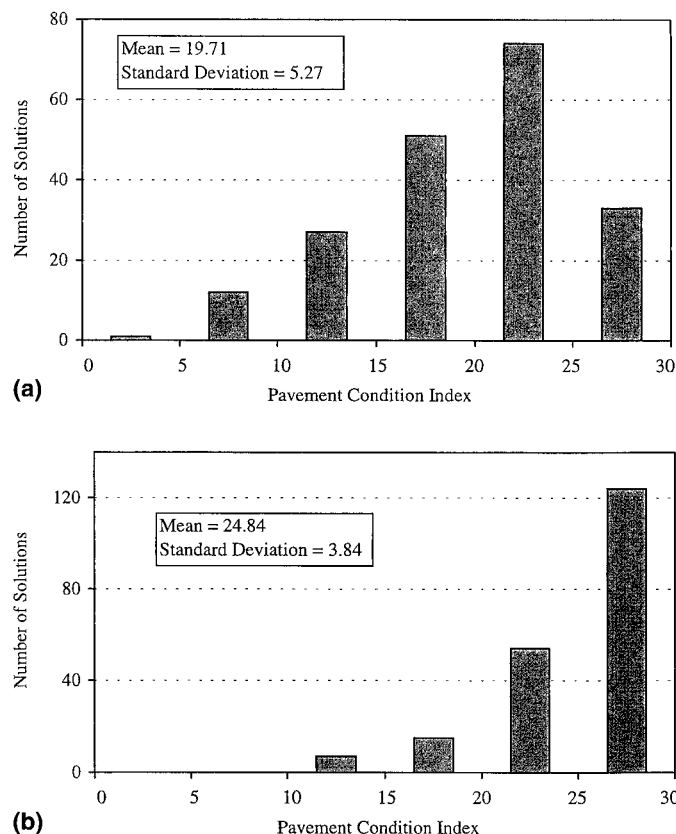 80
Mean = 19.71
Standard Deviation = 5.27
60
40
20
0
Number of Solutions
0 5 10 15 20 25 30
Pavement Condition Index
(a)
120
Mean = 24.84
Standard Deviation = 3.84
80
40
0
Number of Solutions
0 5 10 15 20 25 30
Pavement Condition Index
(b)